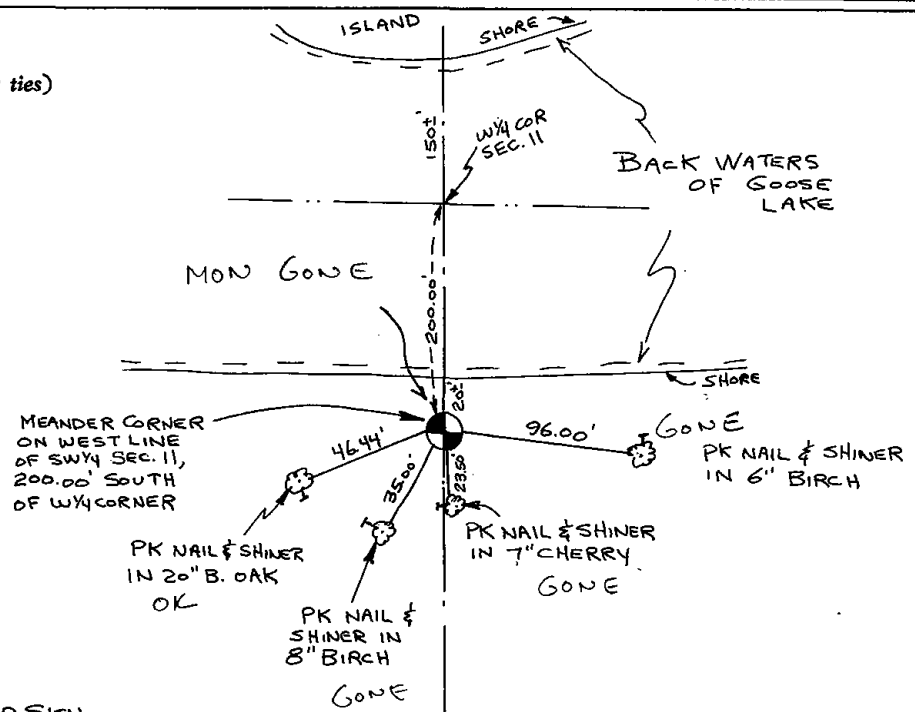 ISLAND
SHORE
ties)
150±'
W1/4 COR
SEC. 11
BACK WATERS
OF GOOSE
LAKE
MON GONE
200.00'
SHORE
20'±
MEANDER CORNER
ON WEST LINE
OF SW1/4 SEC. 11,
200.00' SOUTH
OF W1/4 CORNER
46.44'
35.00'
23.50'
96.00'
GONE
PK NAIL & SHINER
IN 6" BIRCH
PK NAIL & SHINER
IN 20" B. OAK
OK
PK NAIL & SHINER
IN 7" CHERRY
GONE
PK NAIL &
SHINER IN
8" BIRCH
GONE